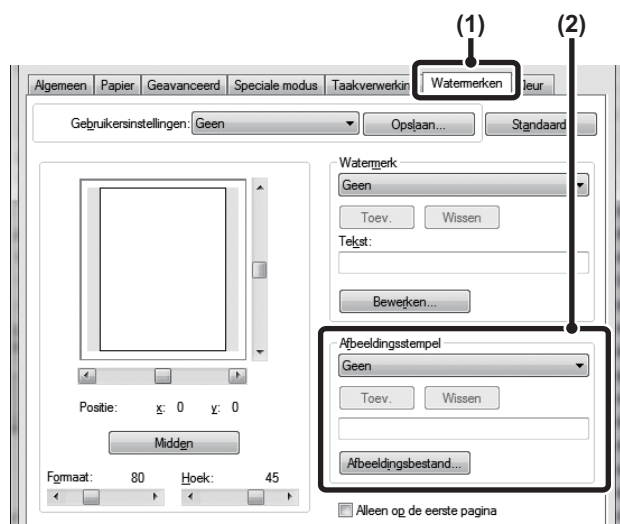 (1) (2)
Algemeen Papier Geavanceerd Speciale modus Taakverwerkin Watermerken leur
Gebruikersinstellingen: Geen Opslaan... Standaard
Watermerk
Geen
Toev. Wissen
Tekst:
Bewerken...
Afbeeldingsstempel
Geen
Toev. Wissen
Afbeeldingsbestand...
Positie: x: 0 y: 0
Midden
Formaat: 80 Hoek: 45
Alleen op de eerste pagina